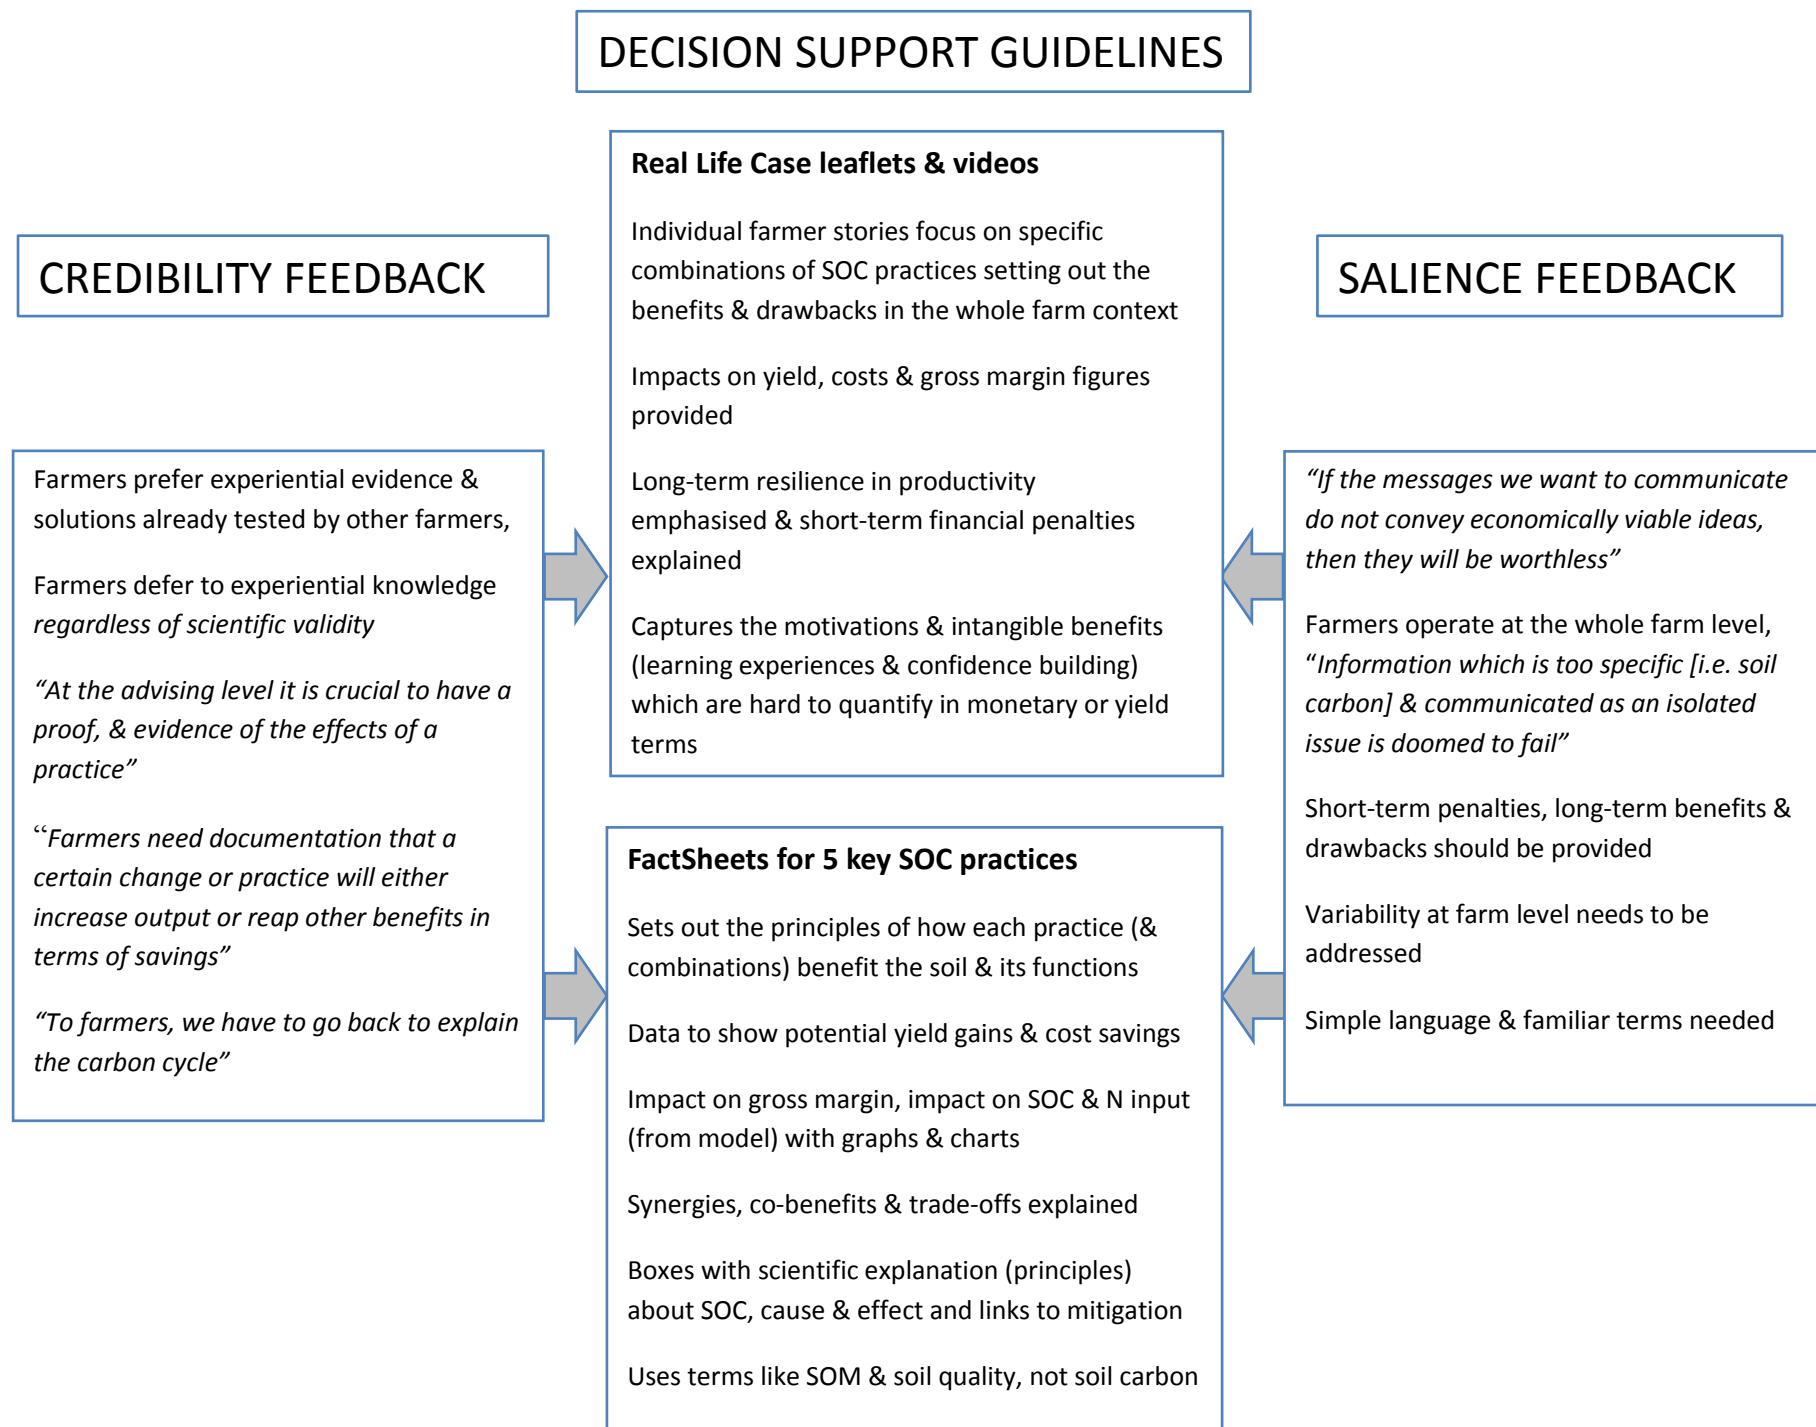 DECISION SUPPORT GUIDELINES
CREDIBILITY FEEDBACK
Farmers prefer experiential evidence &
solutions already tested by other farmers,
Farmers defer to experiential knowledge
regardless of scientific validity
“At the advising level it is crucial to have a
proof, & evidence of the effects of a
practice”
“Farmers need documentation that a
certain change or practice will either
increase output or reap other benefits in
terms of savings”
“To farmers, we have to go back to explain
the carbon cycle”
Real Life Case leaflets & videos
Individual farmer stories focus on specific
combinations of SOC practices setting out the
benefits & drawbacks in the whole farm context
Impacts on yield, costs & gross margin figures
provided
Long-term resilience in productivity
emphasised & short-term financial penalties
explained
Captures the motivations & intangible benefits
(learning experiences & confidence building)
which are hard to quantify in monetary or yield
terms
FactSheets for 5 key SOC practices
Sets out the principles of how each practice (&
combinations) benefit the soil & its functions
Data to show potential yield gains & cost savings
Impact on gross margin, impact on SOC & N input
(from model) with graphs & charts
Synergies, co-benefits & trade-offs explained
Boxes with scientific explanation (principles)
about SOC, cause & effect and links to mitigation
Uses terms like SOM & soil quality, not soil carbon
SALIENCE FEEDBACK
“If the messages we want to communicate
do not convey economically viable ideas,
then they will be worthless”
Farmers operate at the whole farm level,
“Information which is too specific [i.e. soil
carbon] & communicated as an isolated
issue is doomed to fail”
Short-term penalties, long-term benefits &
drawbacks should be provided
Variability at farm level needs to be
addressed
Simple language & familiar terms needed